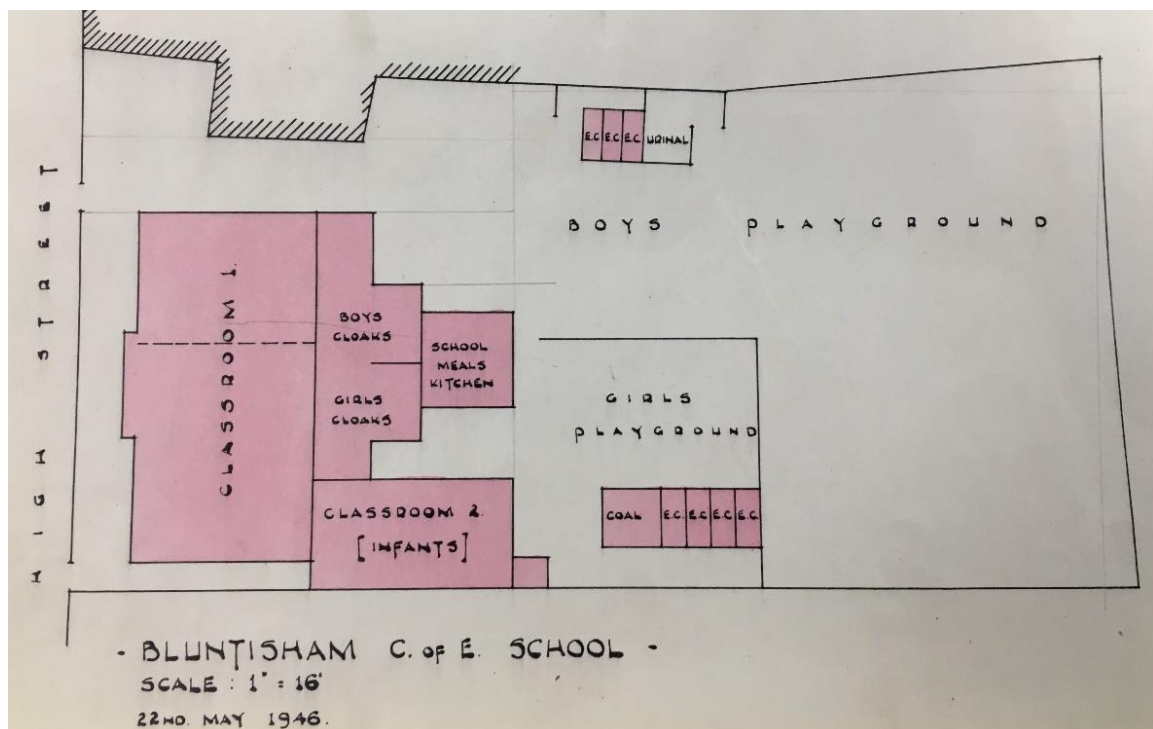 HIGH STREET
E.C. E.C. E.C. URINAL
BOYS PLAYGROUND
CLASSROOM 1.
BOYS
CLOAKS
SCHOOL
MEALS
KITCHEN
GIRLS
CLOAKS
GIRLS
PLAYGROUND
CLASSROOM 2.
[INFANTS]
COAL E.C. E.C. E.C. E.C.
- BLUNTISHAM C. of E. SCHOOL -
SCALE : 1" = 16'
22ND. MAY 1946.